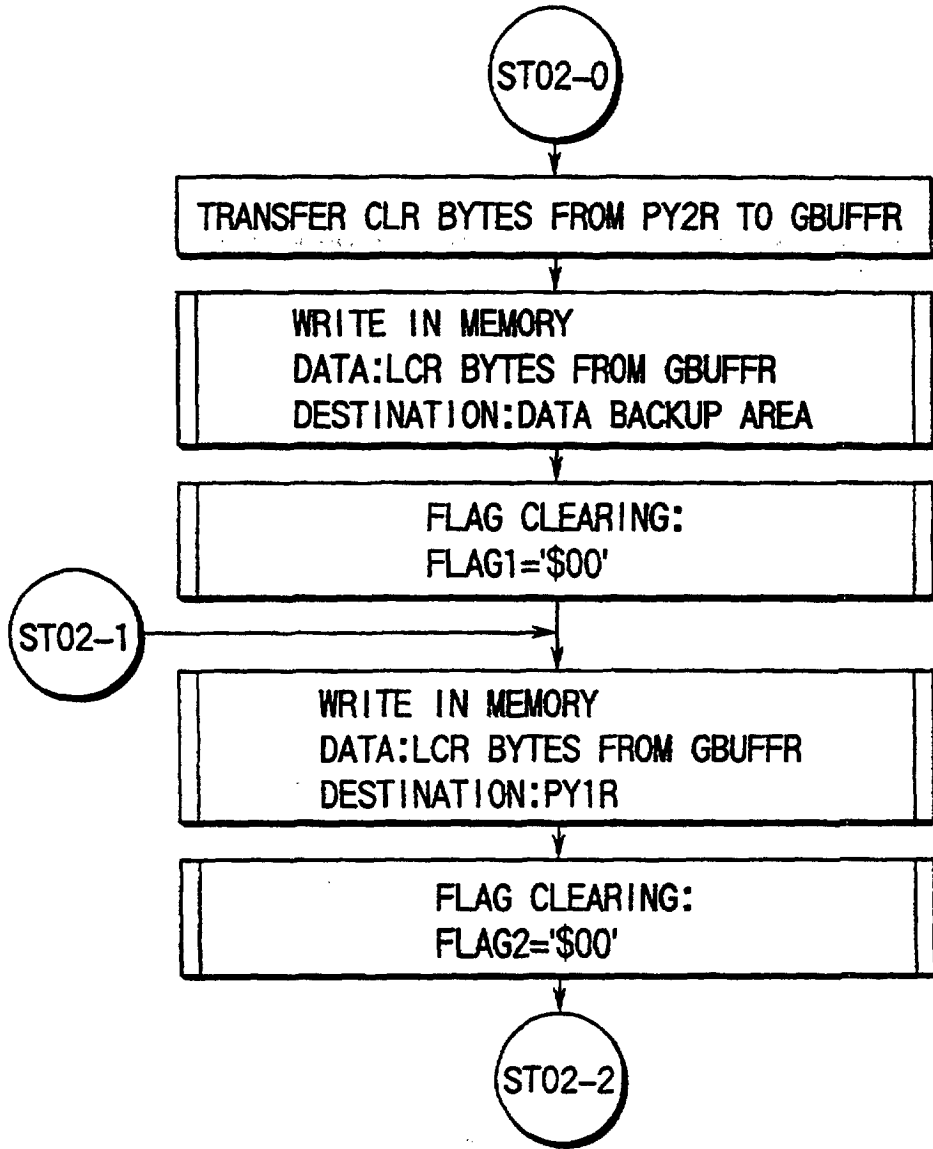 ST02-0
TRANSFER CLR BYTES FROM PY2R TO GBUFFR
WRITE IN MEMORY
DATA:LCR BYTES FROM GBUFFR
DESTINATION:DATA BACKUP AREA
FLAG CLEARING:
FLAG1='$00'
ST02-1
WRITE IN MEMORY
DATA:LCR BYTES FROM GBUFFR
DESTINATION:PY1R
FLAG CLEARING:
FLAG2='$00'
ST02-2